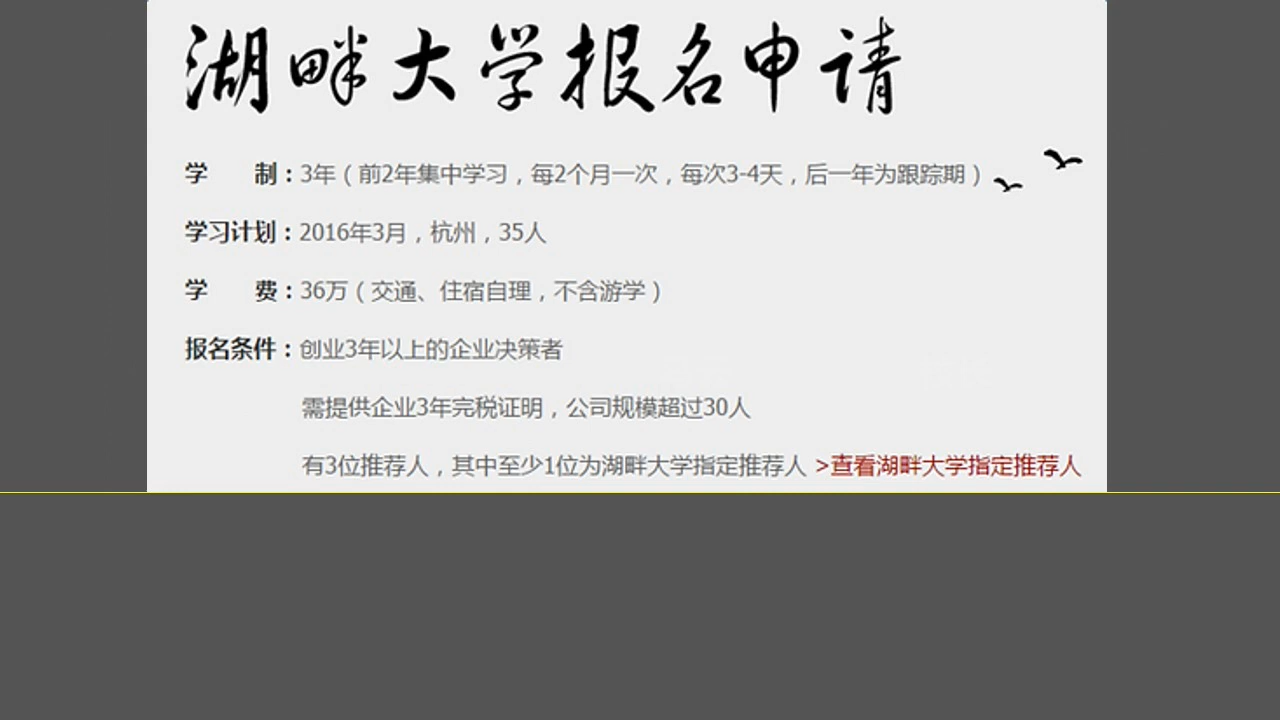 湖畔大学报名申请
学 制：3年（前2年集中学习，每2个月一次，每次3-4天，后一年为跟踪期）
学习计划：2016年3月，杭州，35人
学 费：36万（交通、住宿自理，不含游学）
报名条件：创业3年以上的企业决策者
需提供企业3年完税证明，公司规模超过30人
有3位推荐人，其中至少1位为湖畔大学指定推荐人 >查看湖畔大学指定推荐人